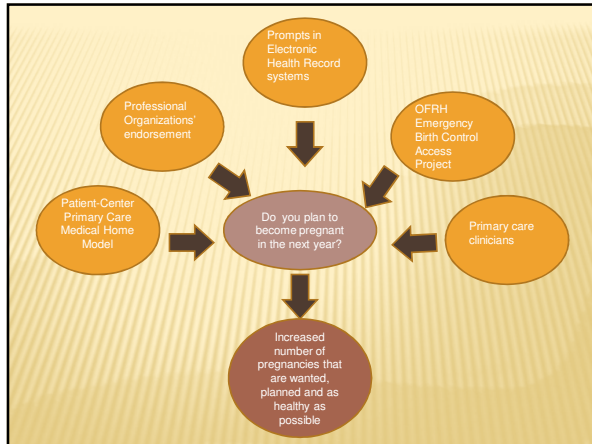 Prompts in
Electronic
Health Record
systems
Professional
Organizations'
endorsement
OFRH
Emergency
Birth Control
Access
Project
Patient-Center
Primary Care
Medical Home
Model
Do you plan to
become pregnant
in the next year?
Primary care
clinicians
Increased
number of
pregnancies that
are wanted,
planned and as
healthy as
possible